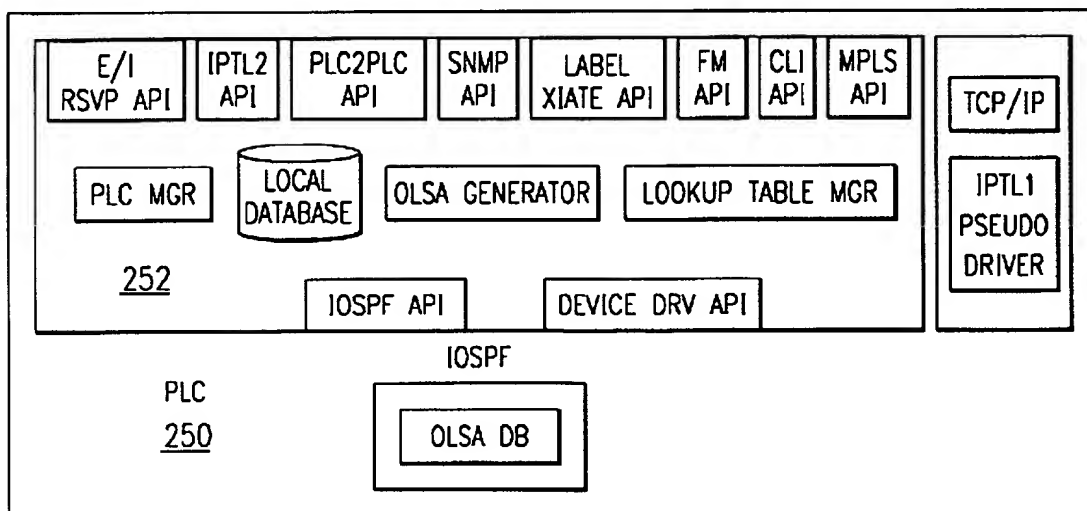 E/I
RSVP API
IPTL2
API
PLC2PLC
API
SNMP
API
LABEL
XIATE API
FM
API
CLI
API
MPLS
API
TCP/IP
PLC MGR
LOCAL
DATABASE
OLSA GENERATOR
LOOKUP TABLE MGR
IPTL1
PSEUDO
DRIVER
252
IOSPF API
DEVICE DRV API
IOSPF
PLC
250
OLSA DB